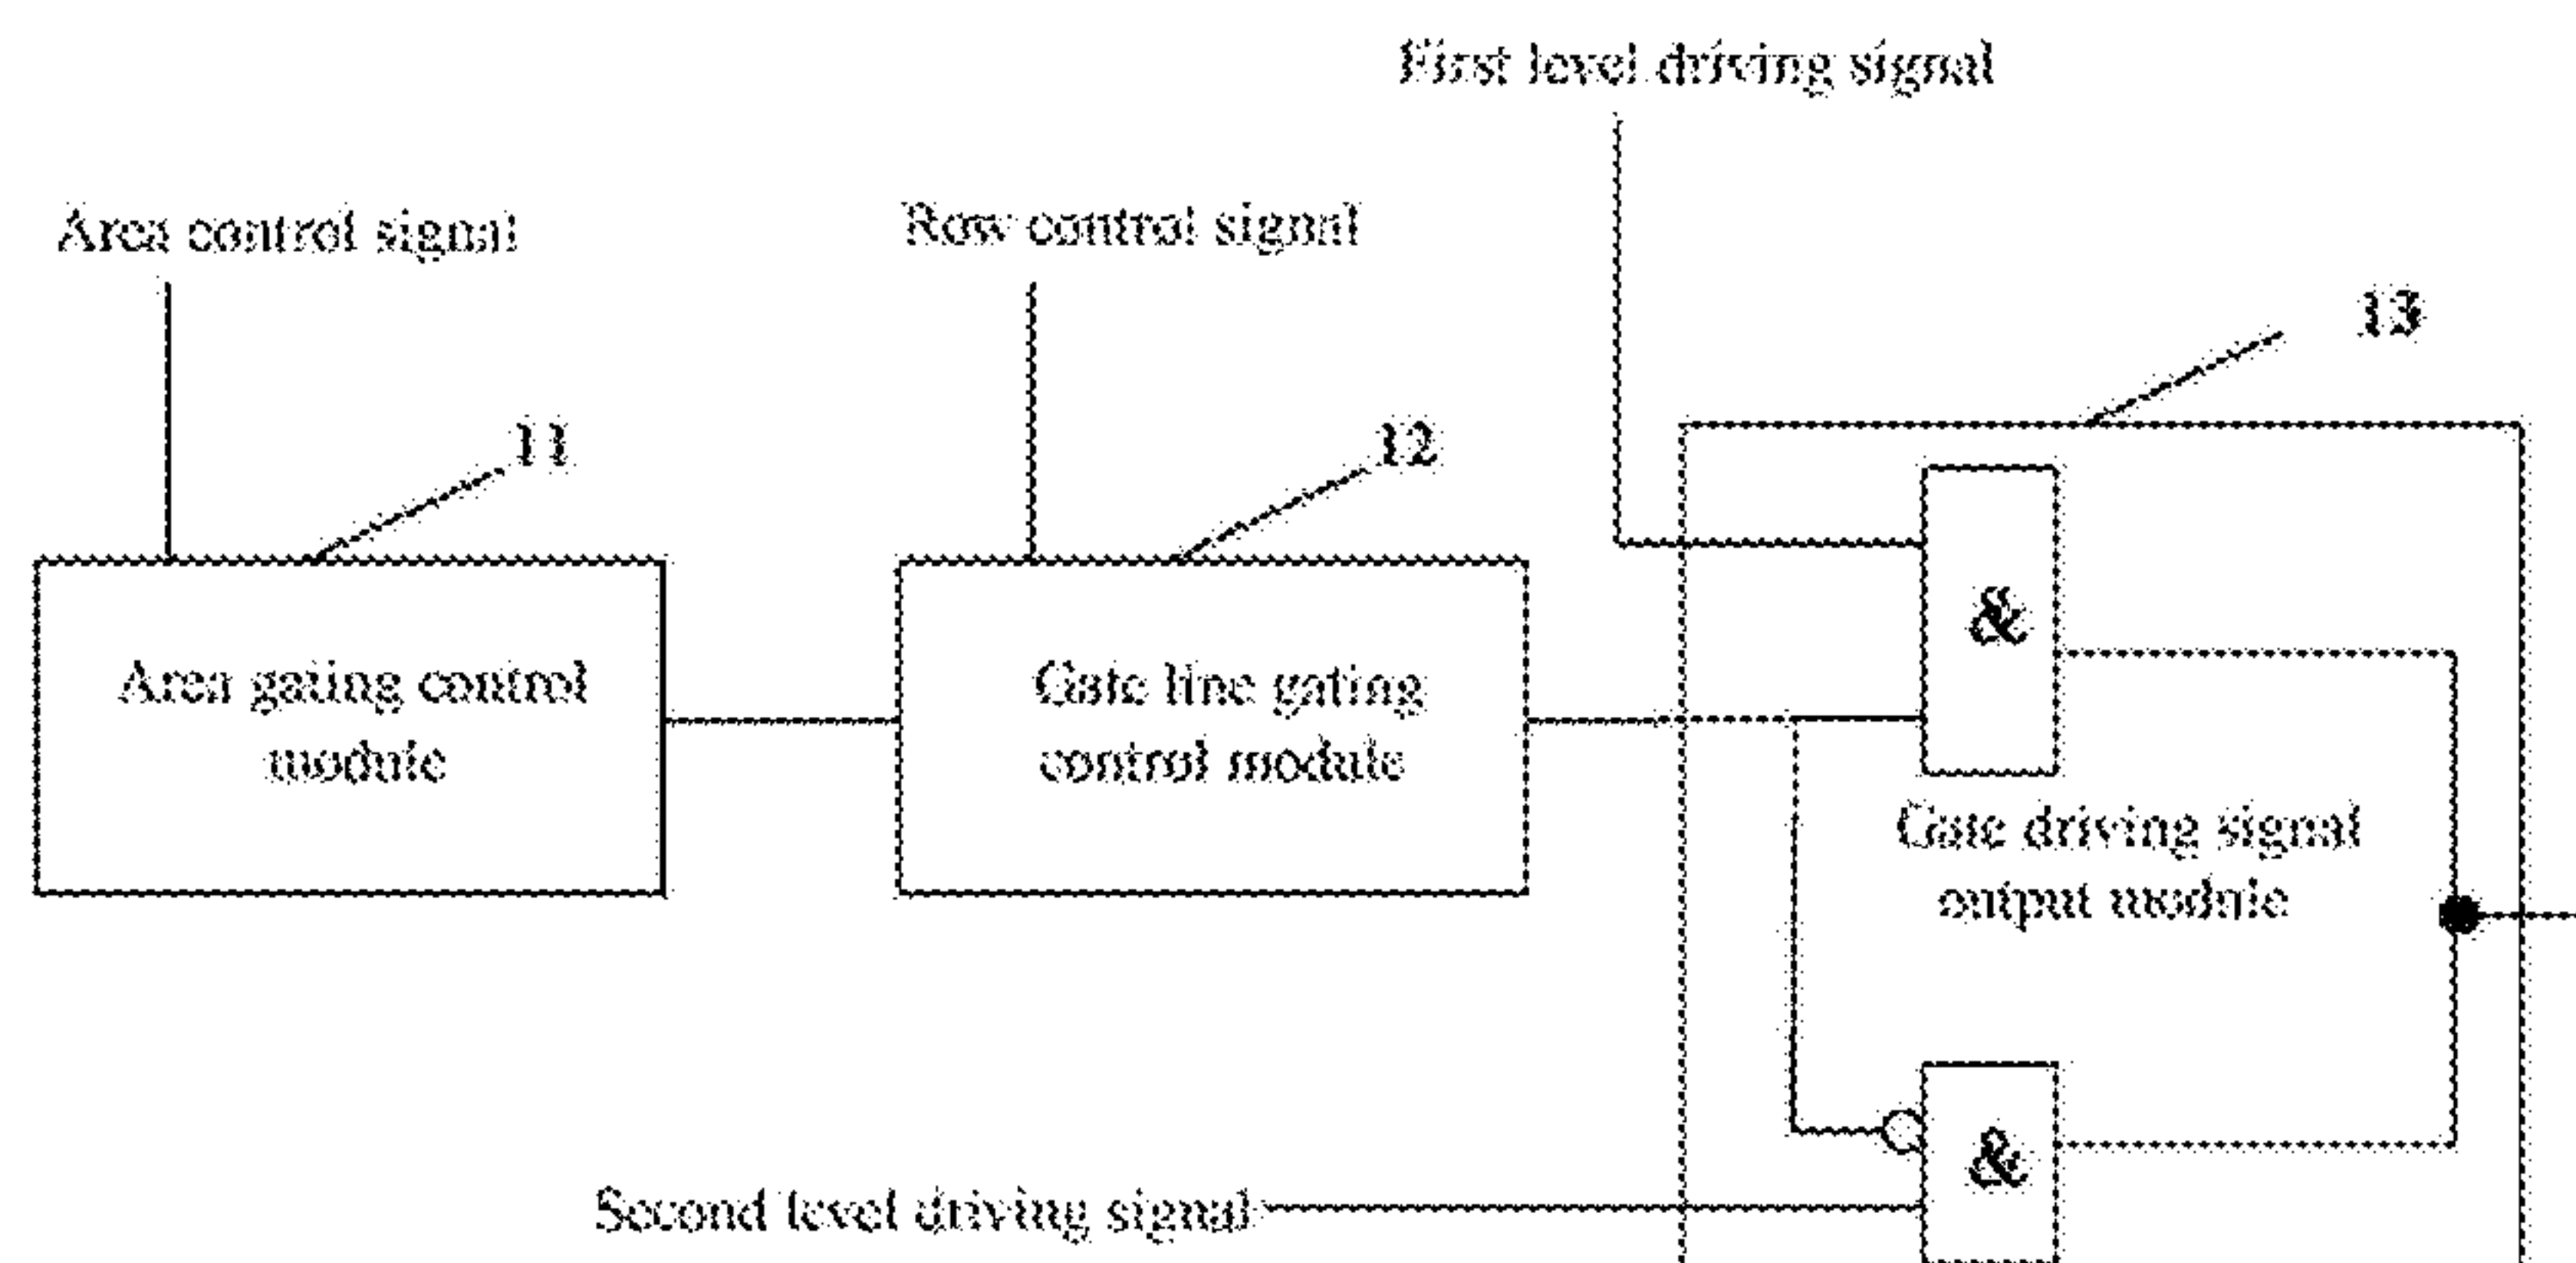 First level driving signal
Area control signal
Row control signal
13
11
12
&
Area gating control
module
Gate line gating
control module
Gate driving signal
output module
&
Second level driving signal